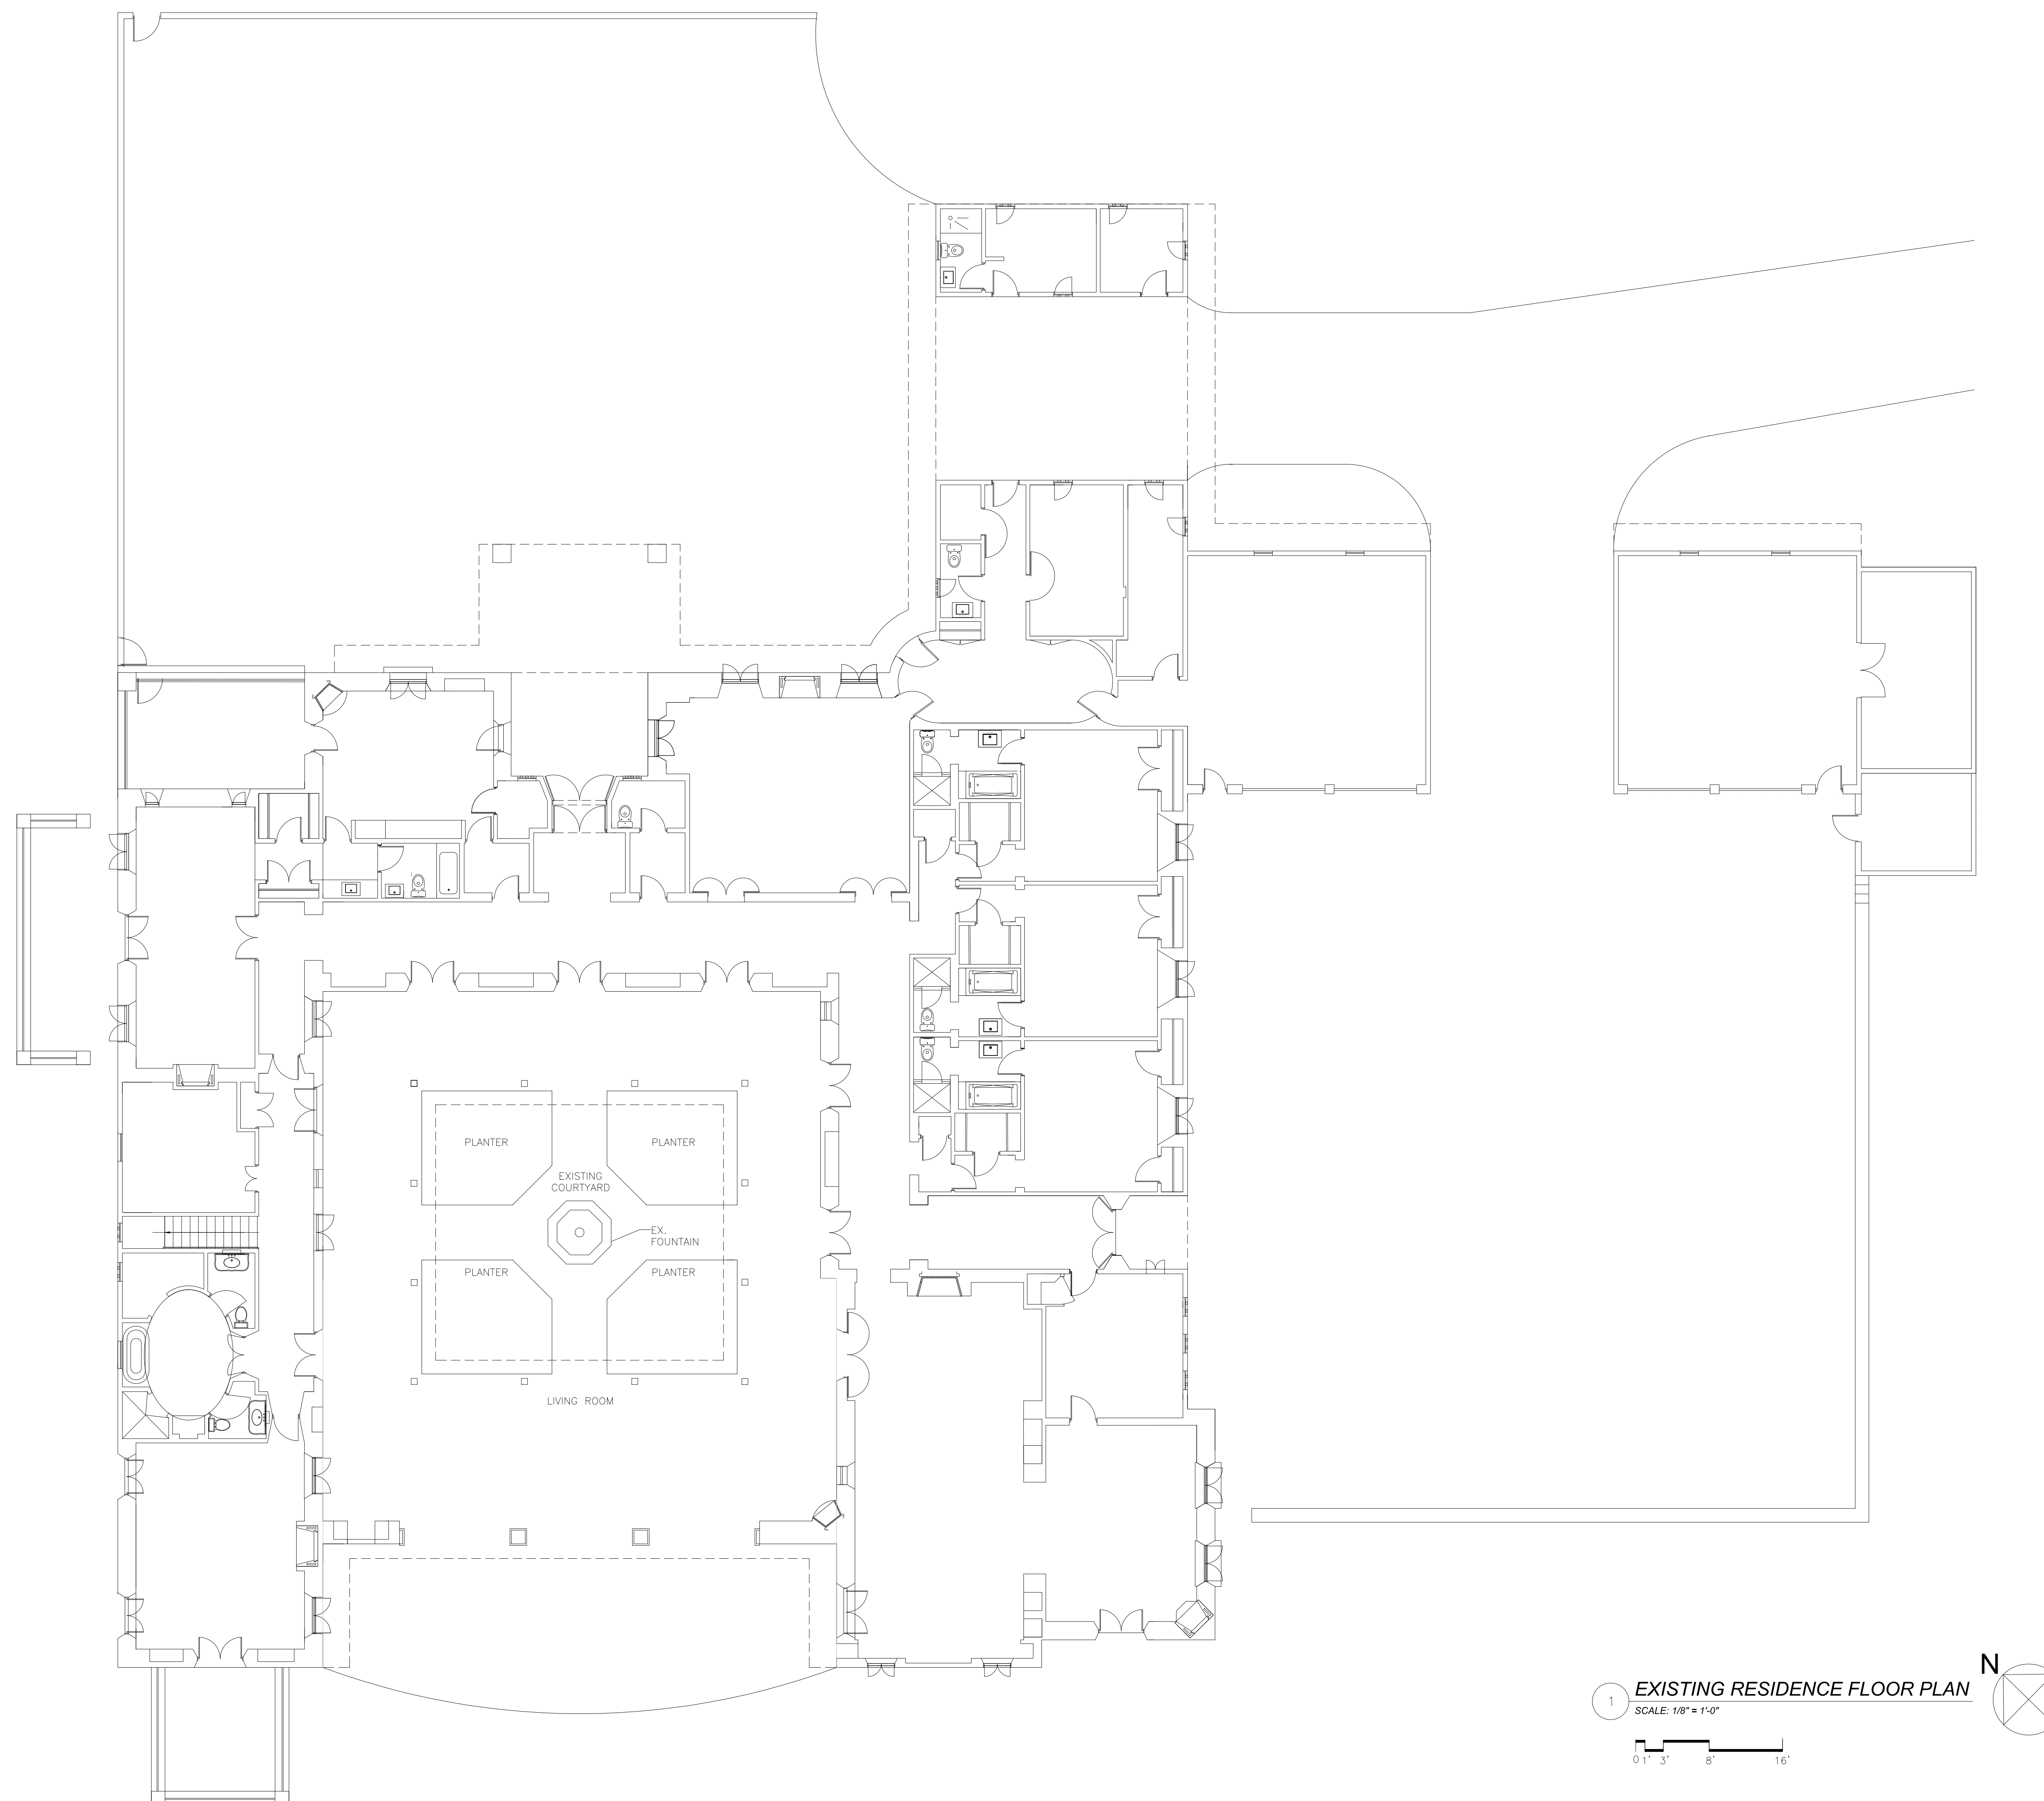 PLANTER
PLANTER
EXISTING
COURTYARD
EX.
FOUNTAIN
PLANTER
PLANTER
LIVING ROOM
N
1
EXISTING RESIDENCE FLOOR PLAN
SCALE: 1/8" = 1'-0"
0 1' 3' 8' 16'